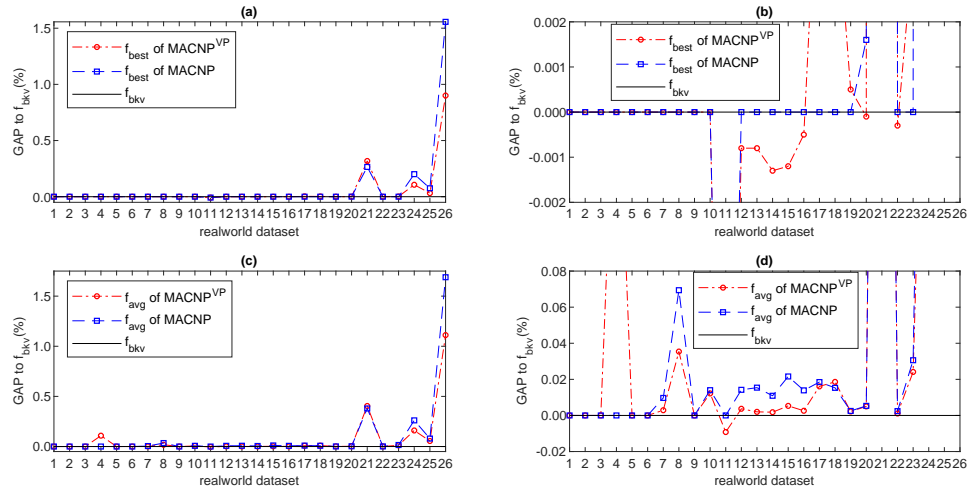 (a)
GAP to f_bkv(%)
1.5
1.0
0.5
0.0
f_best of MACNP^VP
f_best of MACNP
f_bkv
1 2 3 4 5 6 7 8 9 10 11 12 13 14 15 16 17 18 19 20 21 22 23 24 25 26
realworld dataset
(b)
GAP to f_bkv(%)
0.002
0.001
0.000
-0.001
-0.002
f_best of MACNP^VP
f_best of MACNP
f_bkv
1 2 3 4 5 6 7 8 9 10 11 12 13 14 15 16 17 18 19 20 21 22 23 24 25 26
realworld dataset
(c)
GAP to f_bkv(%)
1.5
1.0
0.5
0.0
f_avg of MACNP^VP
f_avg of MACNP
f_bkv
1 2 3 4 5 6 7 8 9 10 11 12 13 14 15 16 17 18 19 20 21 22 23 24 25 26
realworld dataset
(d)
GAP to f_bkv(%)
0.08
0.06
0.04
0.02
0.00
-0.02
f_avg of MACNP^VP
f_avg of MACNP
f_bkv
1 2 3 4 5 6 7 8 9 10 11 12 13 14 15 16 17 18 19 20 21 22 23 24 25 26
realworld dataset